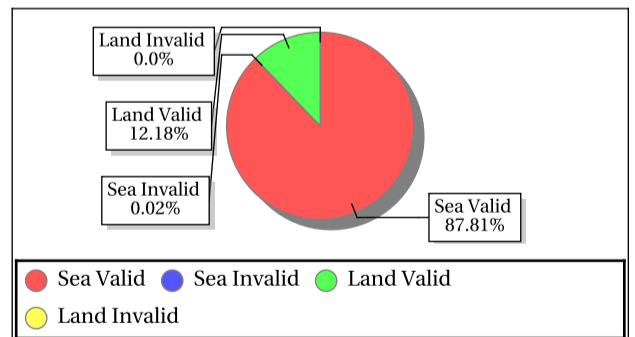 Land Invalid
0.0%
Land Valid
12.18%
Sea Invalid
0.02%
Sea Valid
87.81%
Sea Valid Sea Invalid Land Valid
Land Invalid